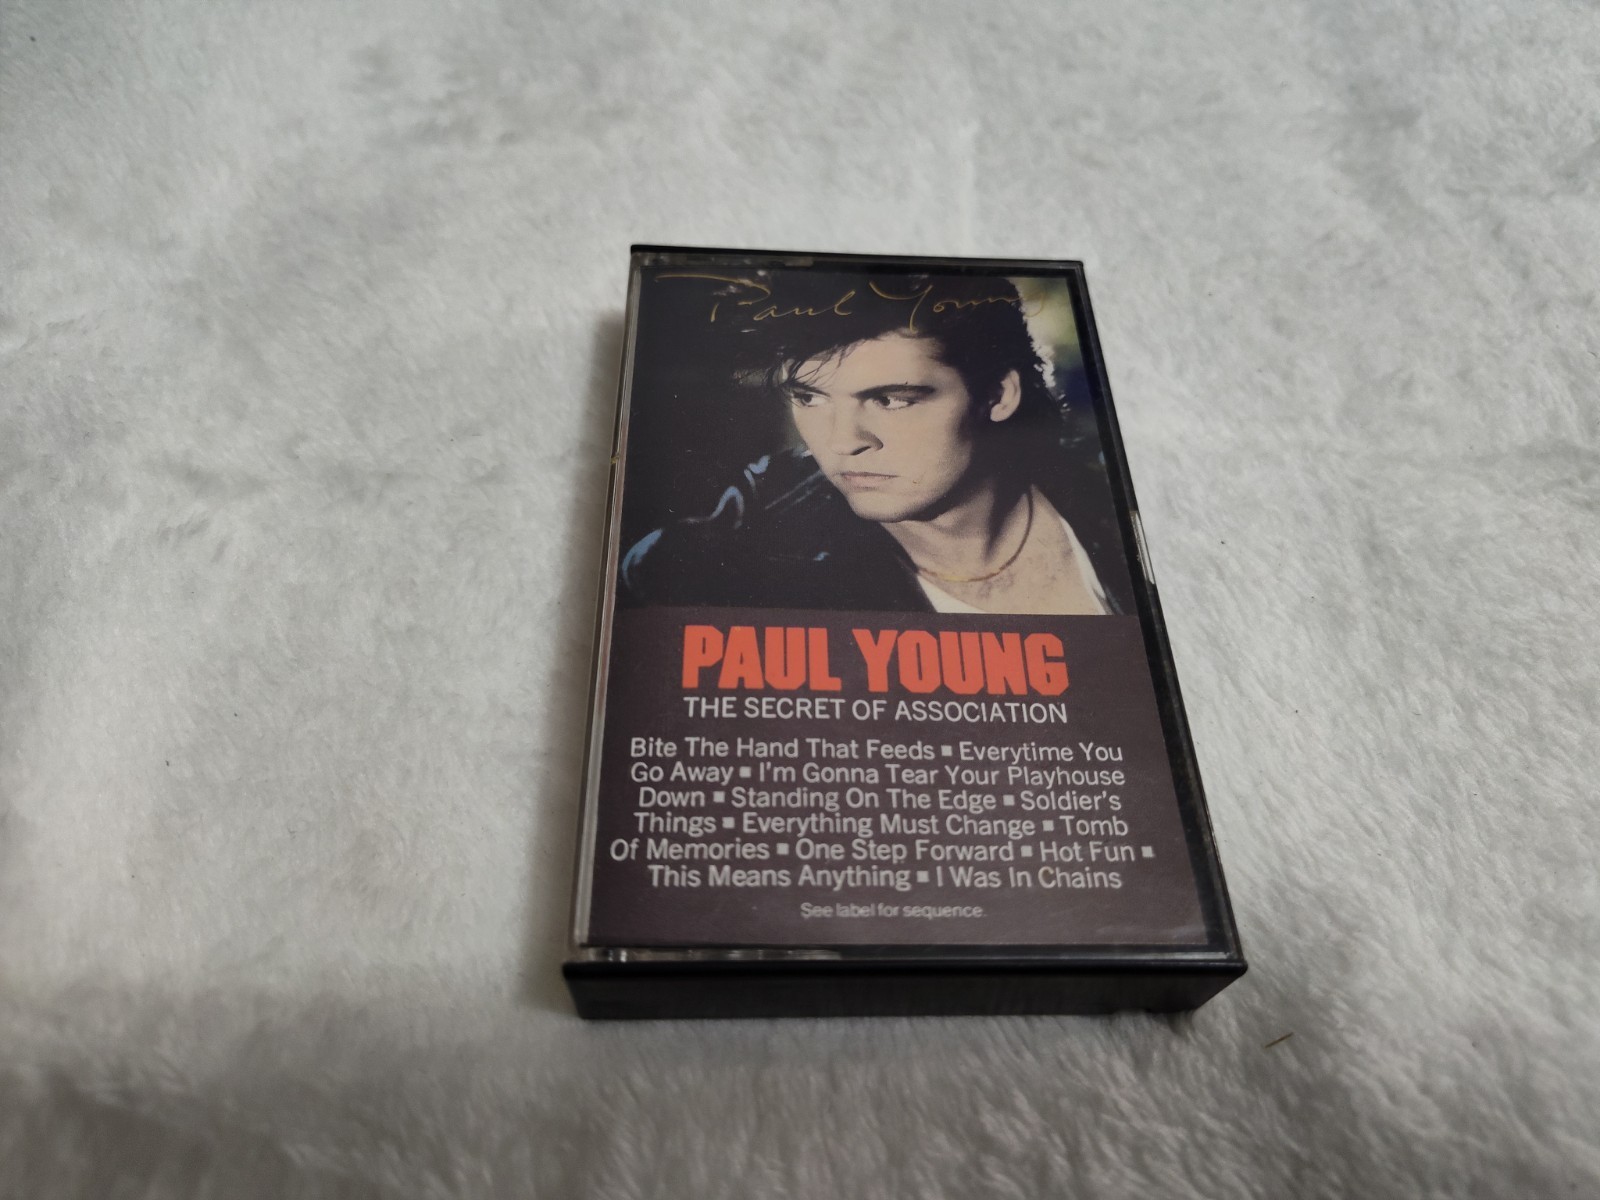 Paul Young
PAUL YOUNG
THE SECRET OF ASSOCIATION
Bite The Hand That Feeds ▪ Everytime You
Go Away ▪ I'm Gonna Tear Your Playhouse
Down ▪ Standing On The Edge ▪ Soldier's
Things ▪ Everything Must Change ▪ Tomb
Of Memories ▪ One Step Forward ▪ Hot Fun ▪
This Means Anything ▪ I Was In Chains
See label for sequence.